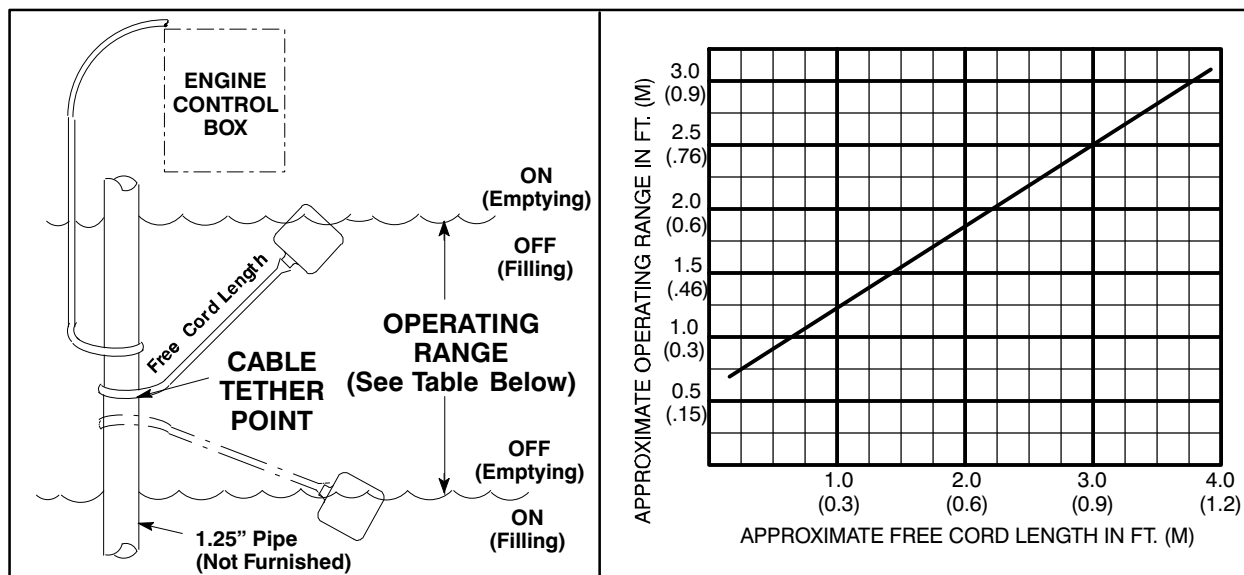 ENGINE
CONTROL
BOX
ON
(Emptying)
OFF
(Filling)
Free Cord Length
OPERATING
RANGE
(See Table Below)
CABLE
TETHER
POINT
OFF
(Emptying)
ON
(Filling)
1.25” Pipe
(Not Furnished)
APPROXIMATE OPERATING RANGE IN FT. (M)
3.0
(0.9)
2.5
(.76)
2.0
(0.6)
1.5
(.46)
1.0
(0.3)
0.5
(.15)
1.0 2.0 3.0 4.0
(0.3) (0.6) (0.9) (1.2)
APPROXIMATE FREE CORD LENGTH IN FT. (M)